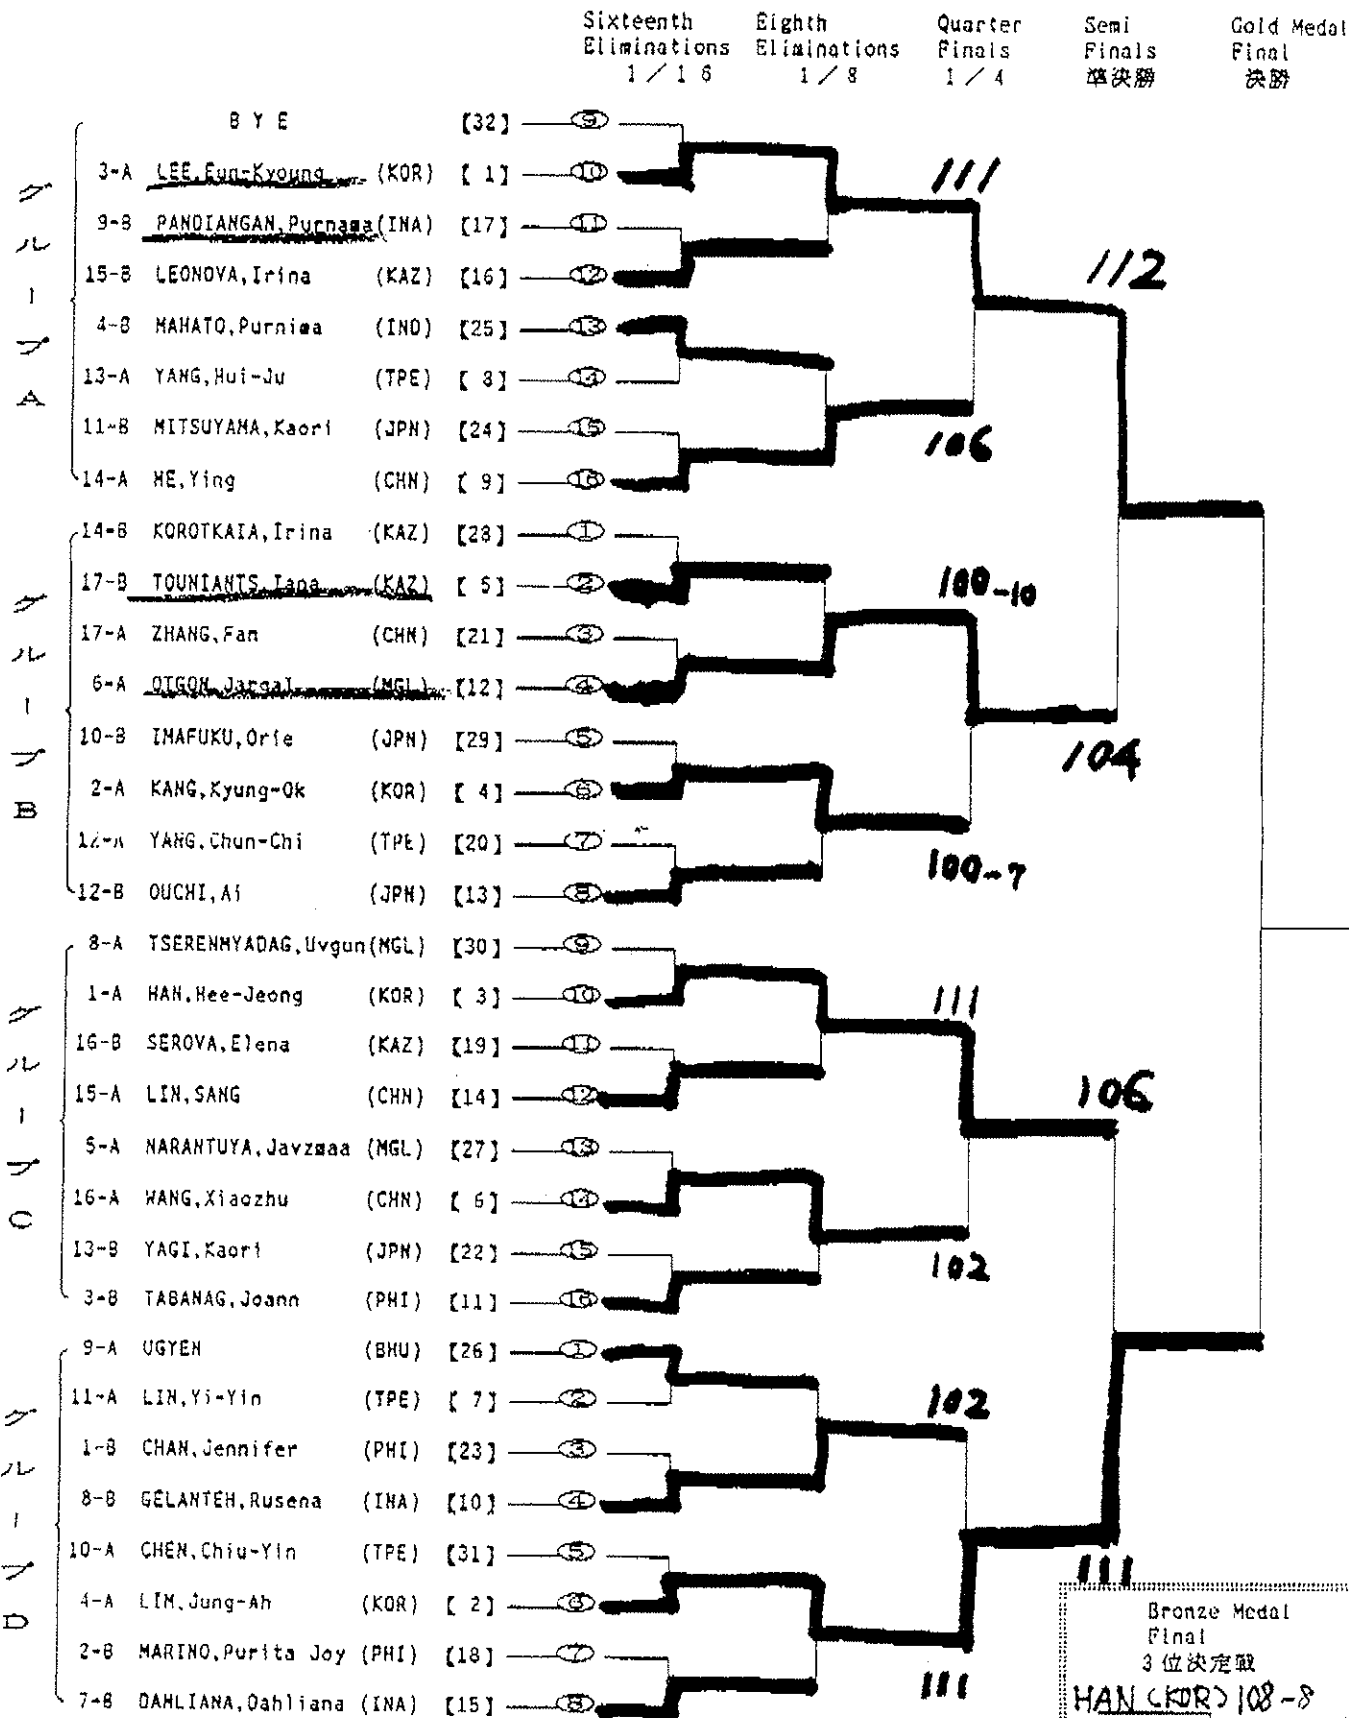 Sixteenth Eliminations 1/16
Eighth Eliminations 1/8
Quarter Finals 1/4
Semi Finals 準決勝
Gold Medal Final 決勝
グループA
BYE [32] 9
3-A LEE,Eun-Kyoung (KOR) [ 1] 10
9-B PANDIANGAN,Purnama(INA) [17] 11
15-B LEONOVA,Irina (KAZ) [16] 12
4-B MAHATO,Purnima (IND) [25] 13
13-A YANG,Hui-Ju (TPE) [ 8] 14
11-B MITSUYAMA,Kaori (JPN) [24] 15
14-A HE,Ying (CHN) [ 9] 16
111
106
112
グループB
14-B KOROTKAIA,Irina (KAZ) [28] 1
17-B TOUNIANTS,Iana (KAZ) [ 5] 2
17-A ZHANG,Fan (CHN) [21] 3
6-A OTGON,Jargal (MGL) [12] 4
10-B IMAFUKU,Orie (JPN) [29] 5
2-A KANG,Kyung-Ok (KOR) [ 4] 6
12-A YANG,Chun-Chi (TPE) [20] 7
12-B OUCHI,Ai (JPN) [13] 8
100-10
100-7
104
グループC
8-A TSERENMYADAG,Uvgun(MGL) [30] 9
1-A HAN,Hee-Jeong (KOR) [ 3] 10
16-B SEROVA,Elena (KAZ) [19] 11
15-A LIN,SANG (CHN) [14] 12
5-A NARANTUYA,Javzmaa (MGL) [27] 13
16-A WANG,Xiaozhu (CHN) [ 6] 14
13-B YAGI,Kaori (JPN) [22] 15
3-B TABANAG,Joann (PHI) [11] 16
111
102
106
グループD
9-A UGYEN (BHU) [26] 1
11-A LIN,Yi-Yin (TPE) [ 7] 2
1-B CHAN,Jennifer (PHI) [23] 3
8-B GELANTEH,Rusena (INA) [10] 4
10-A CHEN,Chiu-Yin (TPE) [31] 5
4-A LIM,Jung-Ah (KOR) [ 2] 6
2-B MARINO,Purita Joy (PHI) [18] 7
7-B DAHLIANA,Dahliana (INA) [15] 8
102
111
111
Bronze Medal
Final
3位決定戦
HAN (KOR) 108-8